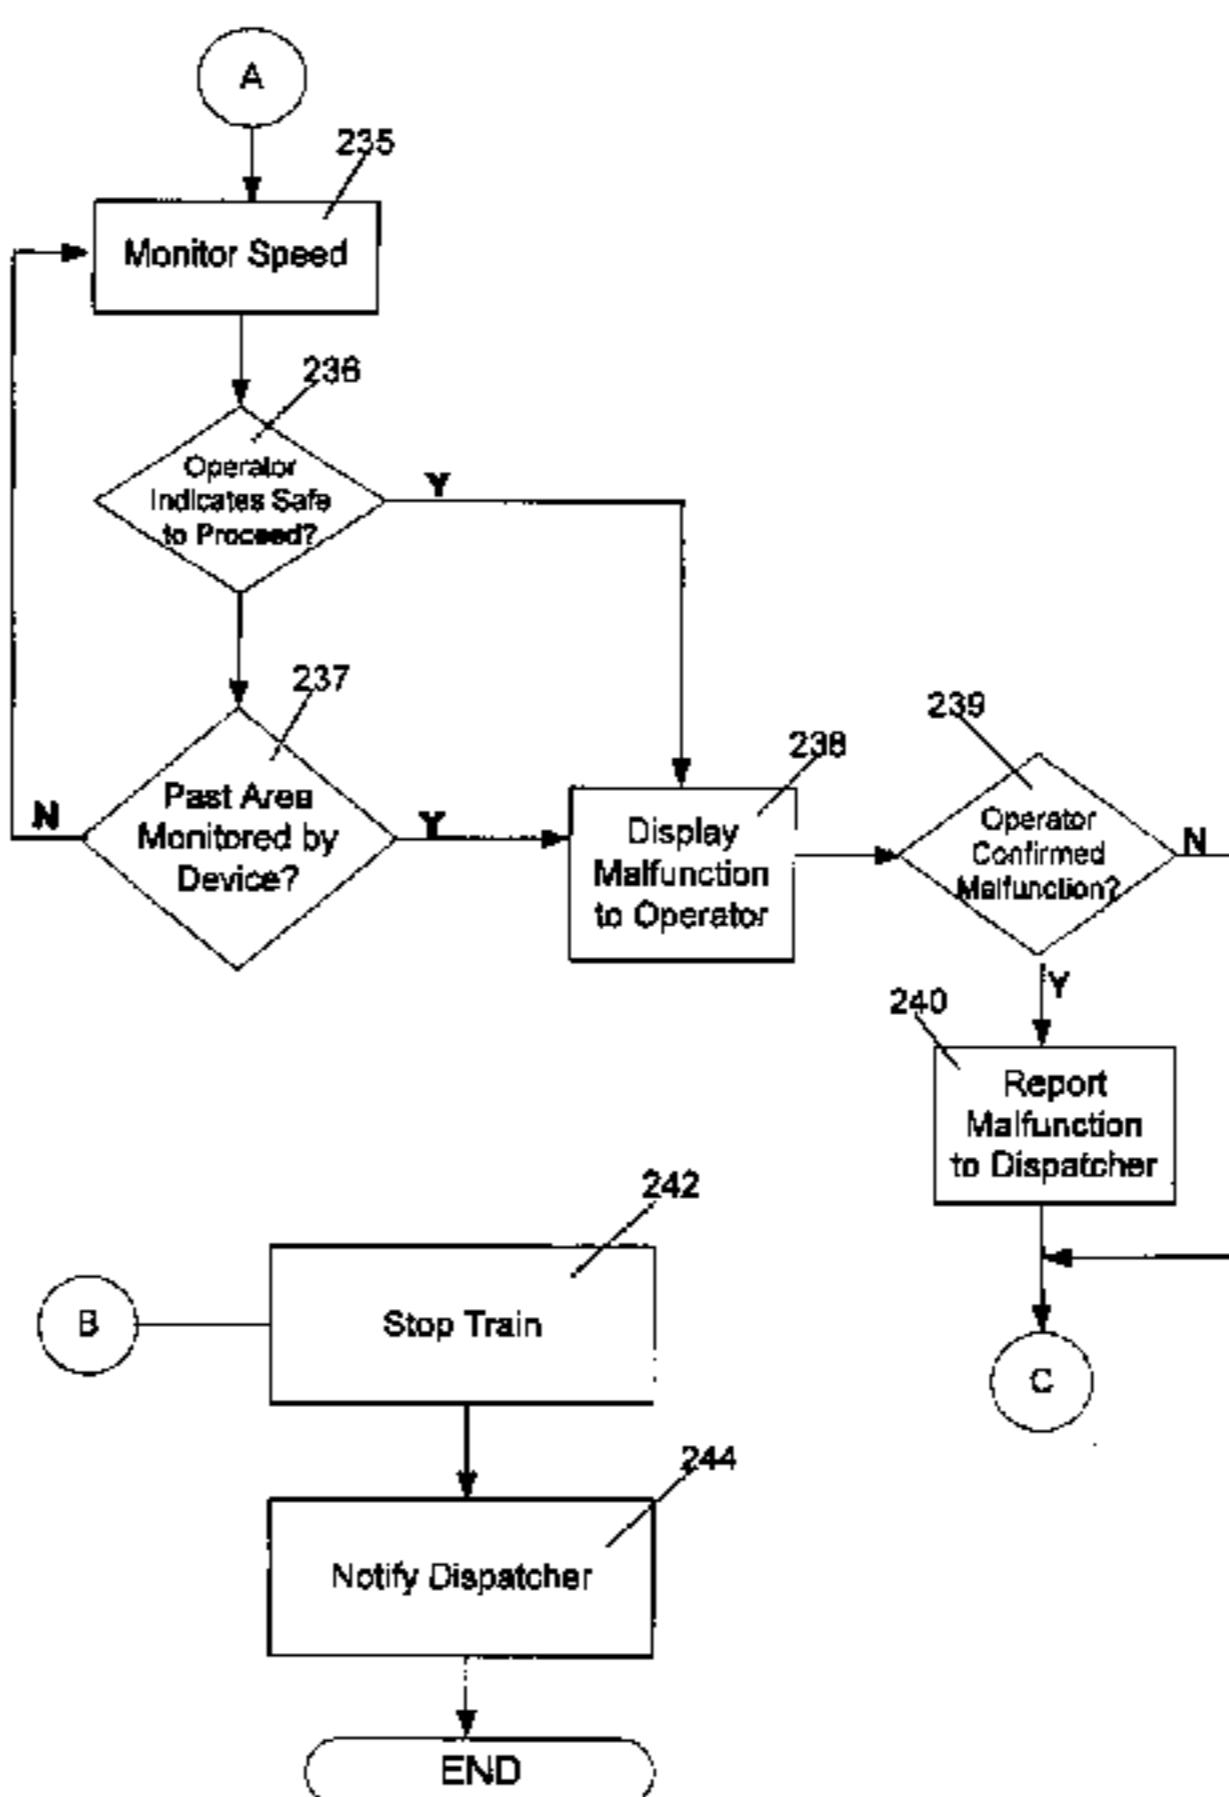 A
235
Monitor Speed
236
Operator
Indicates Safe
to Proceed?
Y
237
Past Area
Monitored by
Device?
N
Y
238
Display
Malfunction
to Operator
239
Operator
Confirmed
Malfunction?
N
Y
240
Report
Malfunction
to Dispatcher
C
242
B
Stop Train
244
Notify Dispatcher
END